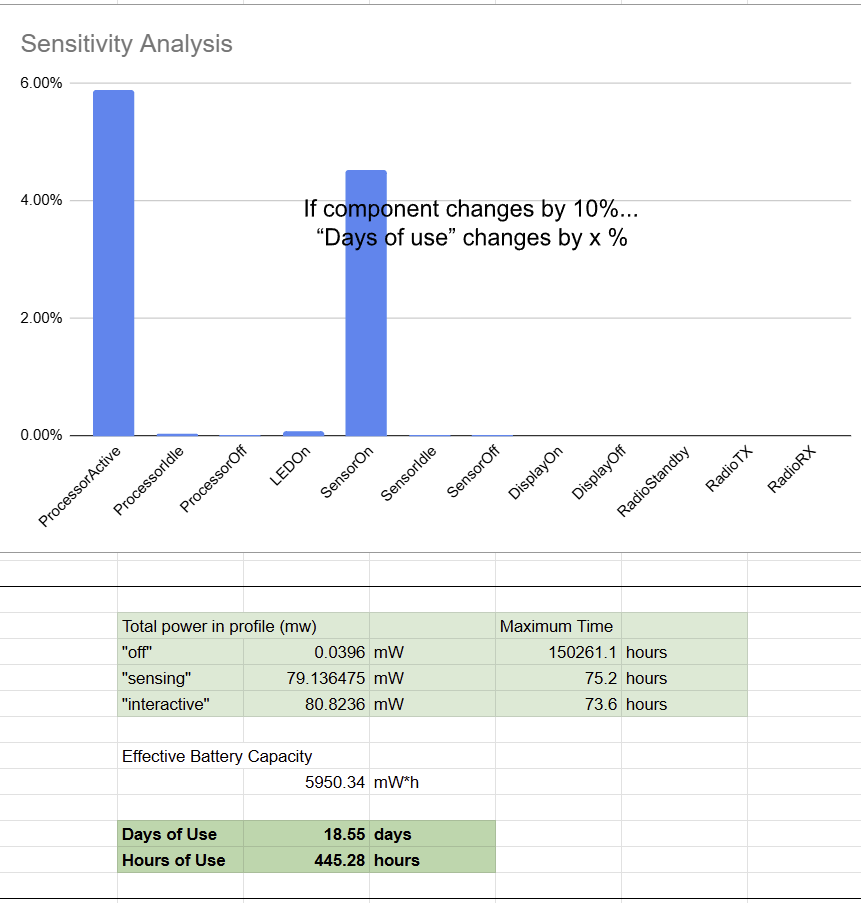 Sensitivity Analysis
6.00%
4.00%
2.00%
0.00%
If component changes by 10%...
“Days of use” changes by x %
ProcessorActive
ProcessorIdle
ProcessorOff
LEDOn
SensorOn
SensorIdle
SensorOff
DisplayOn
DisplayOff
RadioStandby
RadioTX
RadioRX
Total power in profile (mw) Maximum Time
"off" 0.0396 mW 150261.1 hours
"sensing" 79.136475 mW 75.2 hours
"interactive" 80.8236 mW 73.6 hours
Effective Battery Capacity
5950.34 mW*h
Days of Use 18.55 days
Hours of Use 445.28 hours